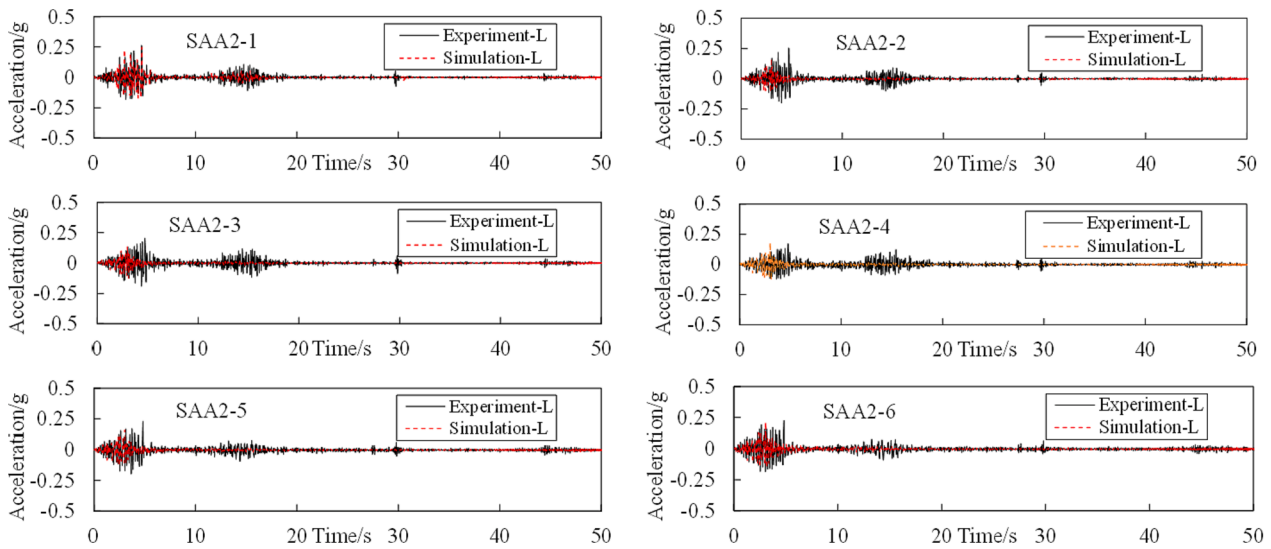 0.5
0.25
0
-0.25
-0.5
Acceleration/g
SAA2-1
Experiment-L
Simulation-L
0 10 20 Time/s 30 40 50
0.5
0.25
0
-0.25
-0.5
Acceleration/g
SAA2-2
Experiment-L
Simulation-L
0 10 20 Time/s 30 40 50
0.5
0.25
0
-0.25
-0.5
Acceleration/g
SAA2-3
Experiment-L
Simulation-L
0 10 20 Time/s 30 40 50
0.5
0.25
0
-0.25
-0.5
Acceleration/g
SAA2-4
Experiment-L
Simulation-L
0 10 20 Time/s 30 40 50
0.5
0.25
0
-0.25
-0.5
Acceleration/g
SAA2-5
Experiment-L
Simulation-L
0 10 20 Time/s 30 40 50
0.5
0.25
0
-0.25
-0.5
Acceleration/g
SAA2-6
Experiment-L
Simulation-L
0 10 20 Time/s 30 40 50